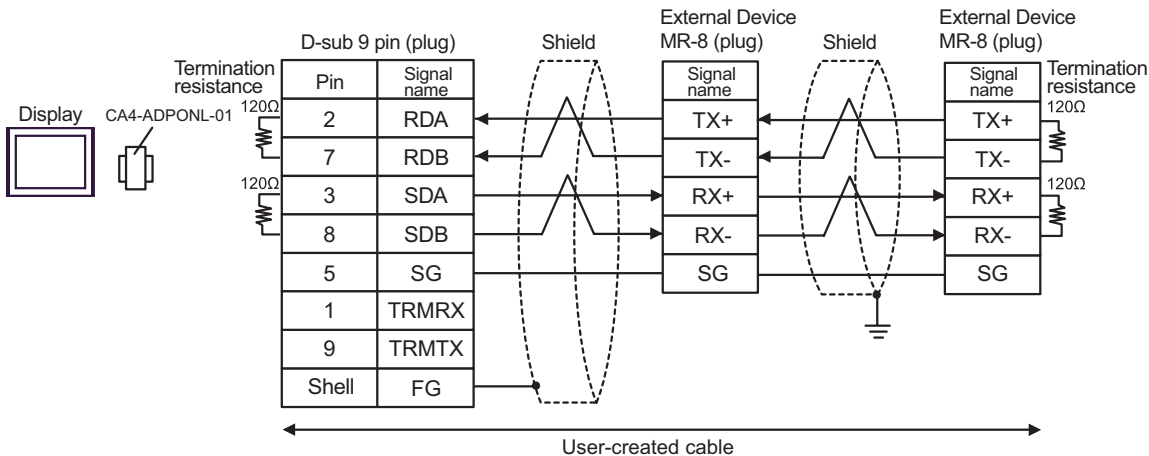 External Device
MR-8 (plug)
External Device
MR-8 (plug)
D-sub 9 pin (plug)
Shield
Shield
Termination
resistance
Pin
Signal
name
Signal
name
Signal
name
Termination
resistance
Display
CA4-ADPONL-01
120Ω
2
RDA
TX+
TX+
120Ω
7
RDB
TX-
TX-
120Ω
3
SDA
RX+
RX+
120Ω
8
SDB
RX-
RX-
5
SG
SG
SG
1
TRMRX
9
TRMTX
Shell
FG
User-created cable